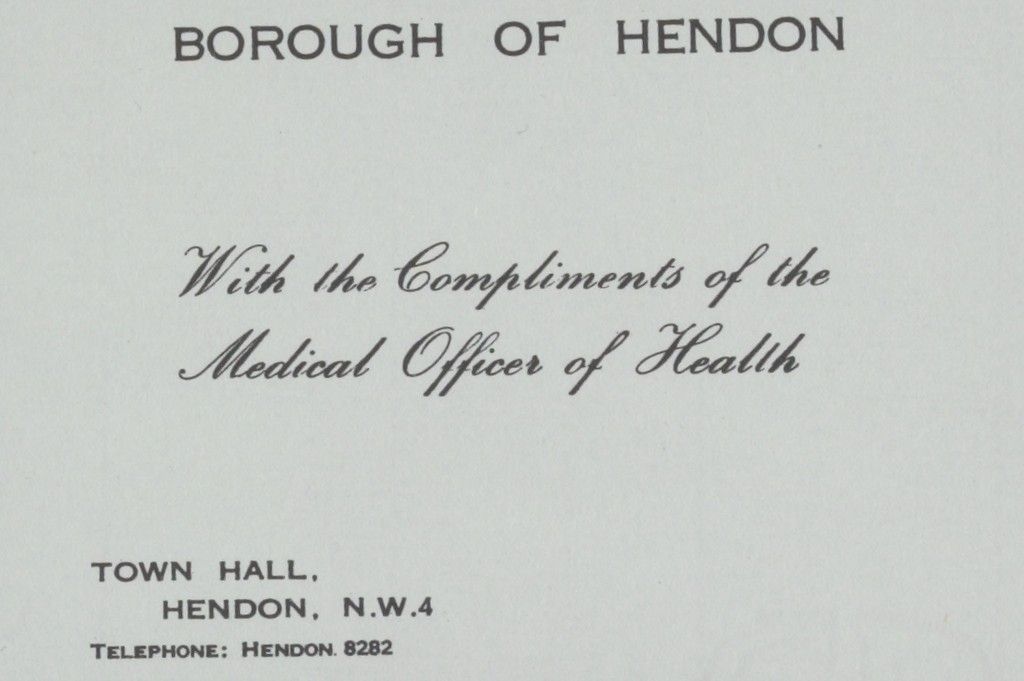 BOROUGH OF HENDON
With the Compliments of the
Medical Officer of Health
TOWN HALL,
HENDON, N.W.4
TELEPHONE: HENDON. 8282